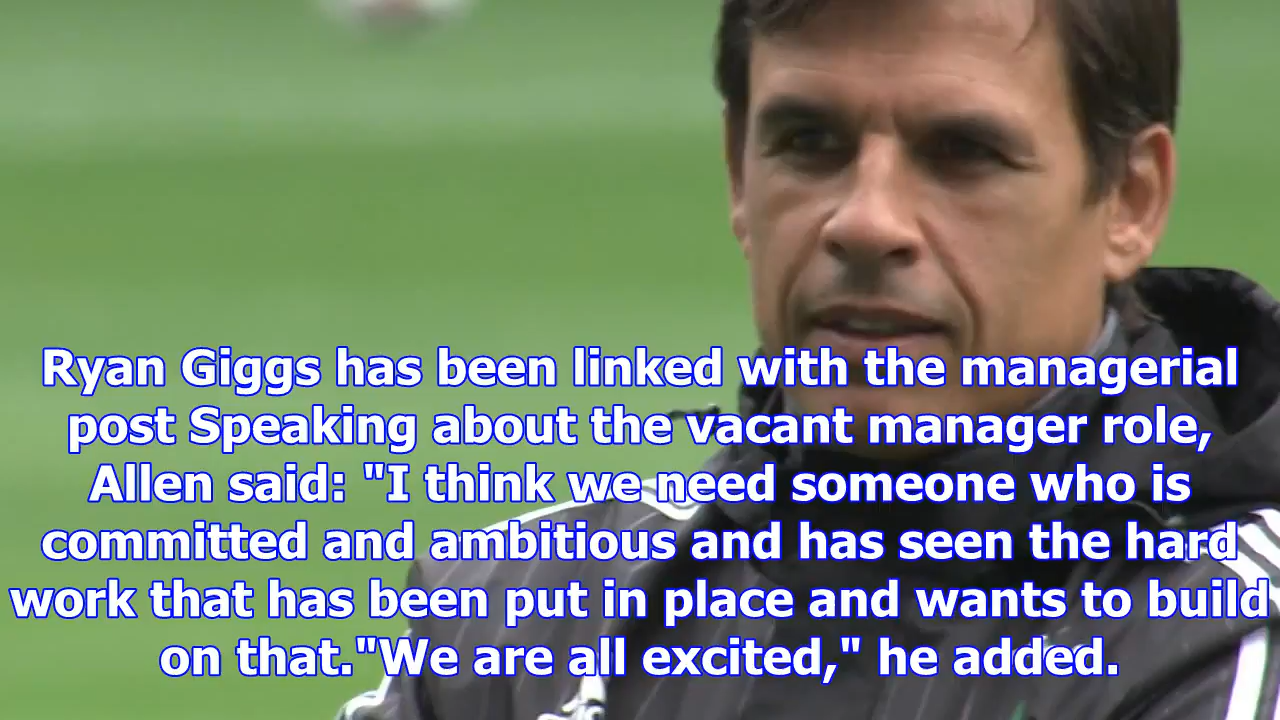 Ryan Giggs has been linked with the managerial
post Speaking about the vacant manager role,
Allen said: "I think we need someone who is
committed and ambitious and has seen the hard
work that has been put in place and wants to build
on that."We are all excited," he added.